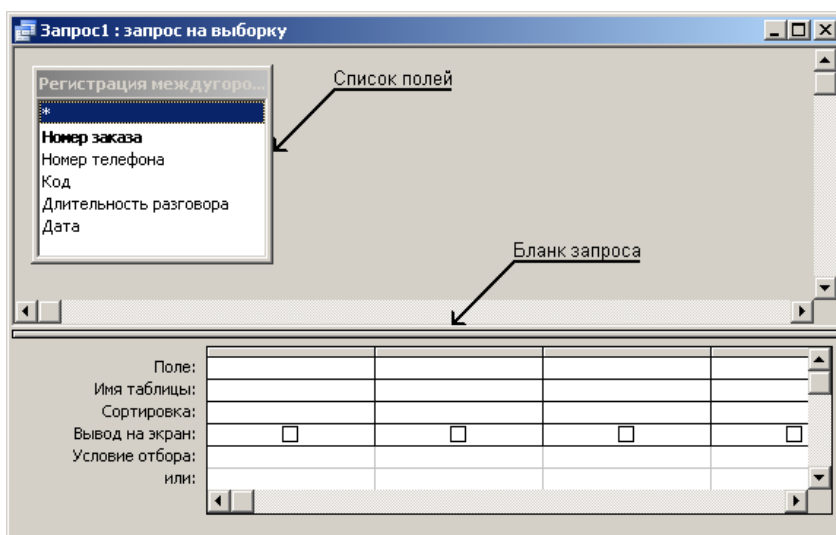 Запрос1 : запрос на выборку
Регистрация междугоро...
Список полей
*
Номер заказа
Номер телефона
Код
Длительность разговора
Дата
Бланк запроса
Поле:
Имя таблицы:
Сортировка:
Вывод на экран:
Условие отбора:
или: